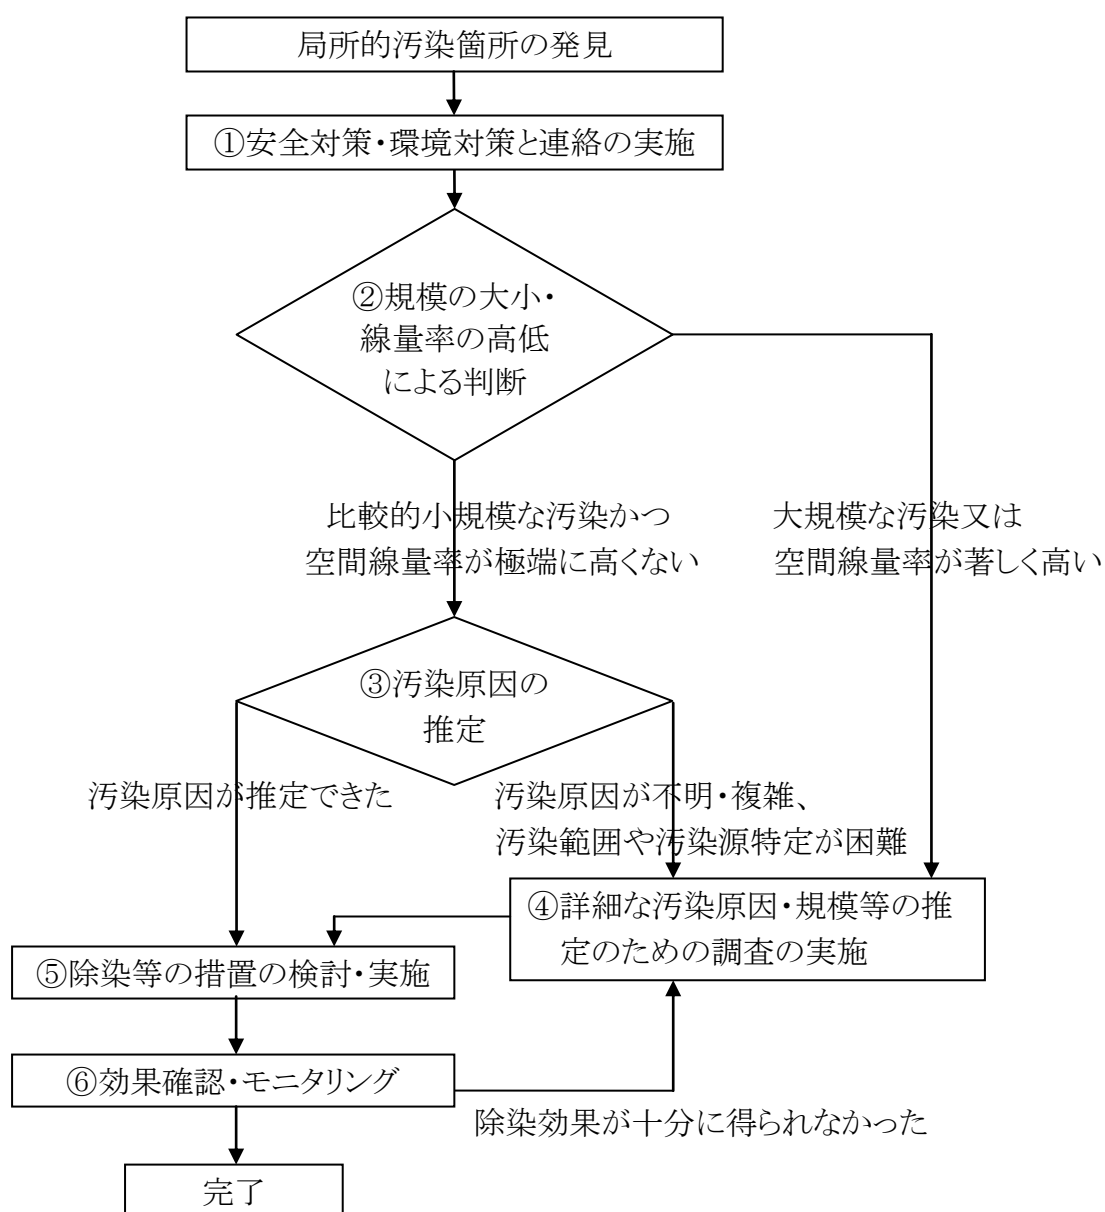 局所的汚染箇所の発見
①安全対策・環境対策と連絡の実施
②規模の大小・
線量率の高低
による判断
比較的小規模な汚染かつ
空間線量率が極端に高くない
大規模な汚染又は
空間線量率が著しく高い
③汚染原因の
推定
汚染原因が推定できた
汚染原因が不明・複雑、
汚染範囲や汚染源特定が困難
④詳細な汚染原因・規模等の推
定のための調査の実施
⑤除染等の措置の検討・実施
⑥効果確認・モニタリング
除染効果が十分に得られなかった
完了